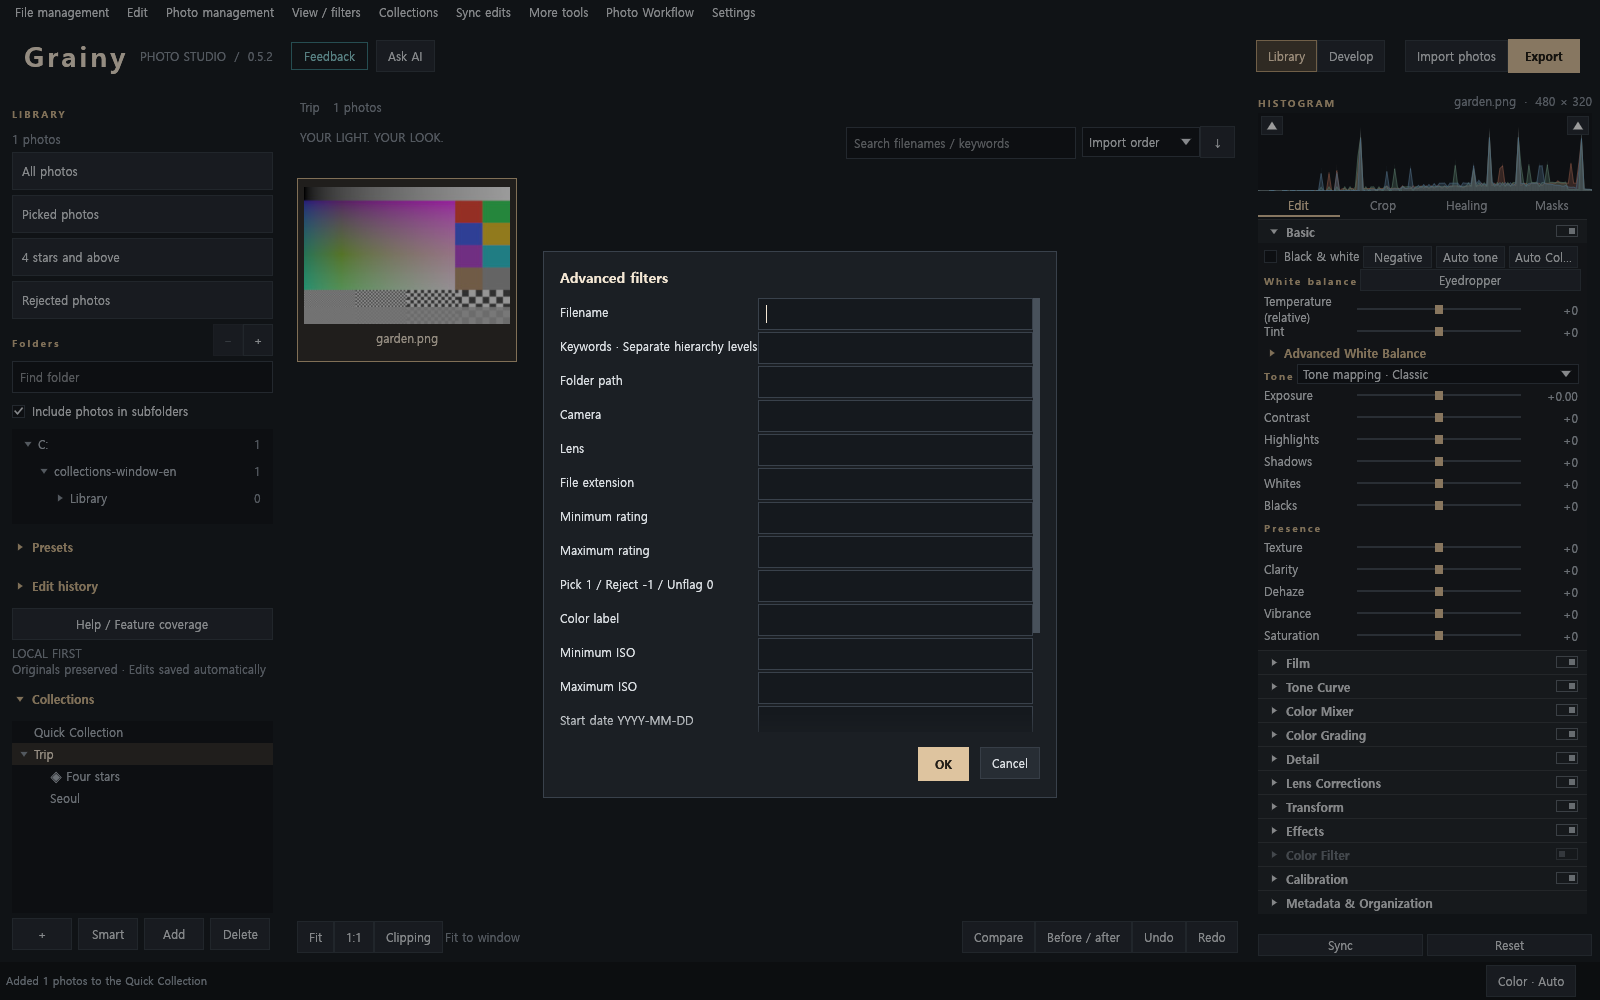 File management Edit Photo management View / filters Collections Sync edits More tools Photo Workflow Settings
Grainy PHOTO STUDIO / 0.5.2 Feedback Ask AI Library Develop Import photos Export
LIBRARY
1 photos
All photos
Picked photos
4 stars and above
Rejected photos
Folders − +
Find folder
Include photos in subfolders
C: 1
collections-window-en 1
Library 0
Presets
Edit history
Help / Feature coverage
LOCAL FIRST
Originals preserved · Edits saved automatically
Collections
Quick Collection
Trip
Four stars
Seoul
+ Smart Add Delete
Added 1 photos to the Quick Collection
Trip 1 photos
YOUR LIGHT. YOUR LOOK.
Search filenames / keywords Import order ↓
garden.png
Advanced filters
Filename
Keywords · Separate hierarchy levels
Folder path
Camera
Lens
File extension
Minimum rating
Maximum rating
Pick 1 / Reject -1 / Unflag 0
Color label
Minimum ISO
Maximum ISO
Start date YYYY-MM-DD
OK Cancel
Fit 1:1 Clipping Fit to window Compare Before / after Undo Redo
HISTOGRAM garden.png · 480 × 320
Edit Crop Healing Masks
Basic
Black & white Negative Auto tone Auto Col...
White balance Eyedropper
Temperature
(relative) +0
Tint +0
Advanced White Balance
Tone Tone mapping · Classic
Exposure +0.00
Contrast +0
Highlights +0
Shadows +0
Whites +0
Blacks +0
Presence
Texture +0
Clarity +0
Dehaze +0
Vibrance +0
Saturation +0
Film
Tone Curve
Color Mixer
Color Grading
Detail
Lens Corrections
Transform
Effects
Color Filter
Calibration
Metadata & Organization
Sync Reset
Color · Auto